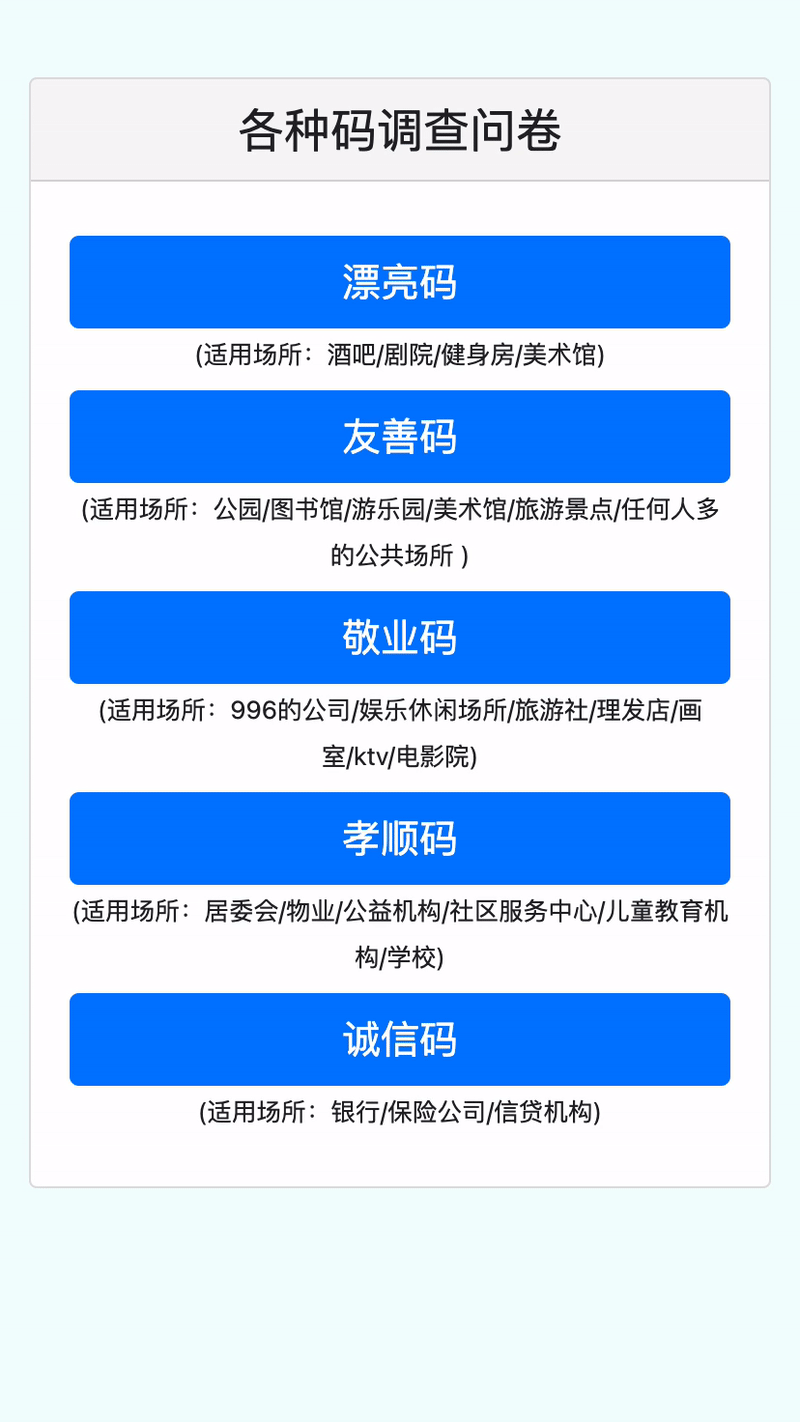 各种码调查问卷
漂亮码
(适用场所：酒吧/剧院/健身房/美术馆)
友善码
(适用场所：公园/图书馆/游乐园/美术馆/旅游景点/任何人多
的公共场所 )
敬业码
(适用场所：996的公司/娱乐休闲场所/旅游社/理发店/画
室/ktv/电影院)
孝顺码
(适用场所：居委会/物业/公益机构/社区服务中心/儿童教育机
构/学校)
诚信码
(适用场所：银行/保险公司/信贷机构)